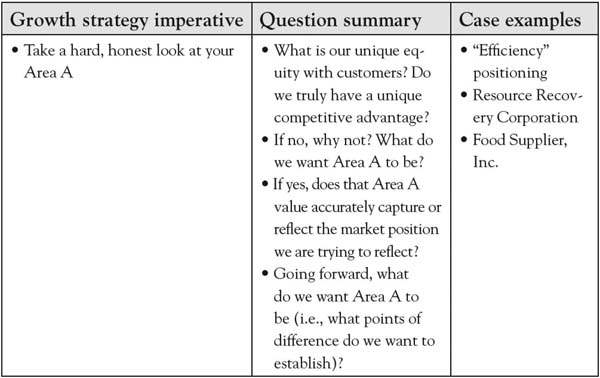 Growth strategy imperative
• Take a hard, honest look at your
Area A
Question summary
• What is our unique eq-
uity with customers? Do
we truly have a unique
competitive advantage?
• If no, why not? What do
we want Area A to be?
• If yes, does that Area A
value accurately capture or
reflect the market position
we are trying to reflect?
• Going forward, what
do we want Area A to
be (i.e., what points of
difference do we want to
establish)?
Case examples
• “Efficiency”
positioning
• Resource Recov-
ery Corporation
• Food Supplier,
Inc.